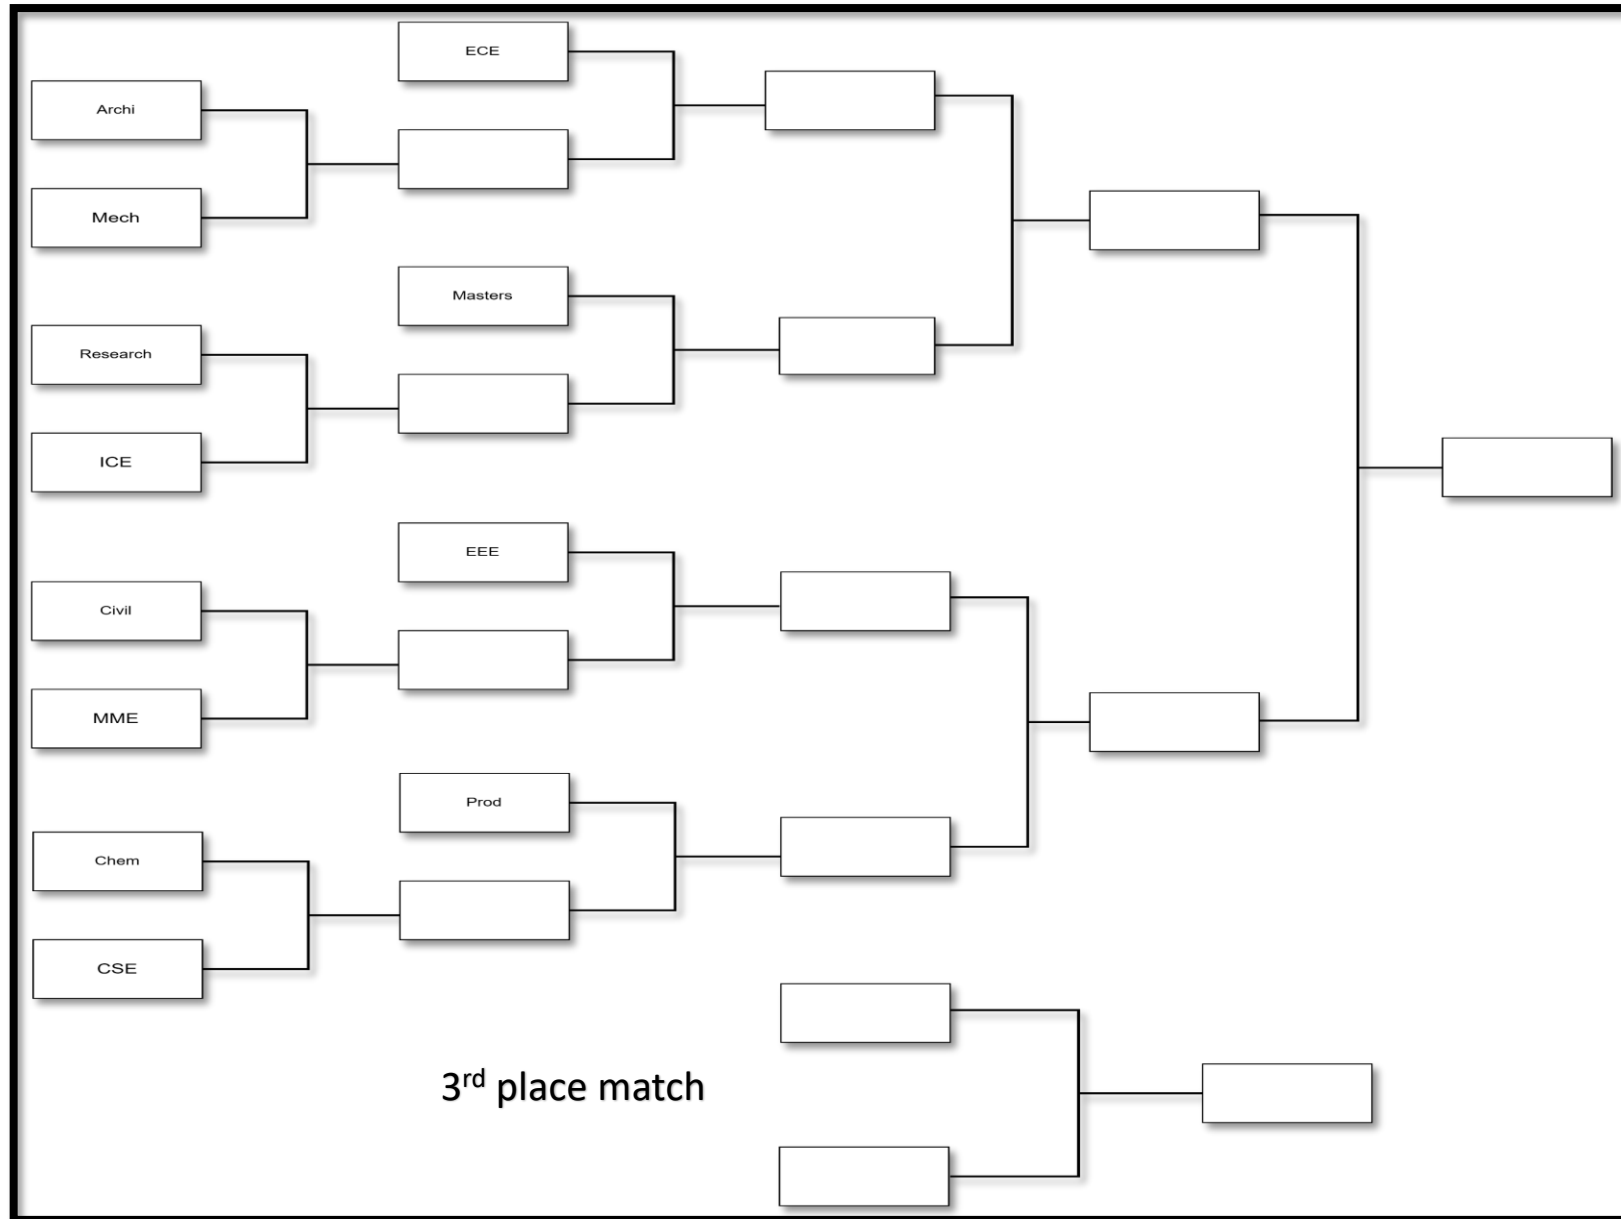 ECE
Archi
Mech
Masters
Research
ICE
EEE
Civil
MME
Prod
Chem
CSE
3rd place match